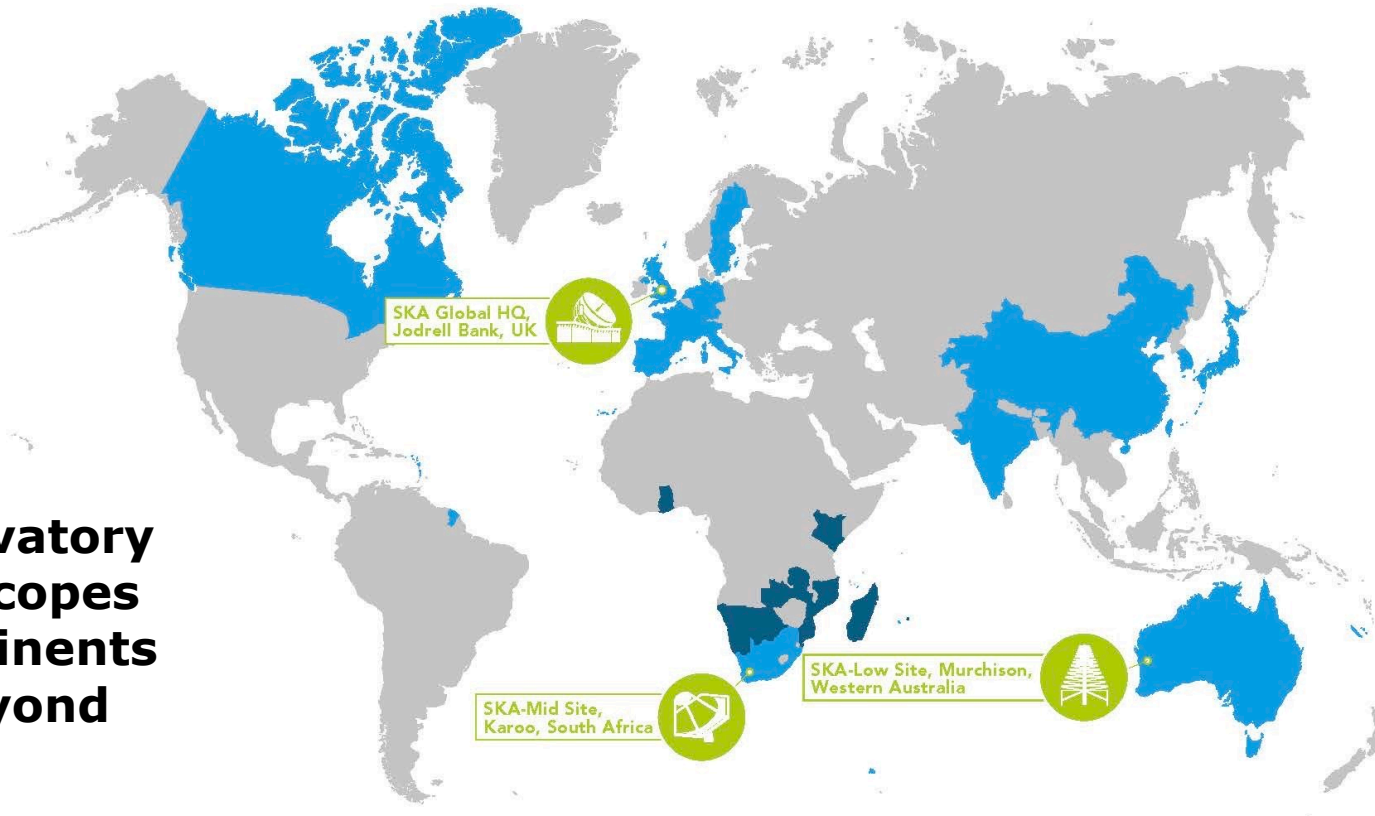 SKA Global HQ,
Jodrell Bank, UK
vatory
copes
inents
yond
SKA-Low Site, Murchison,
Western Australia
SKA-Mid Site,
Karoo, South Africa